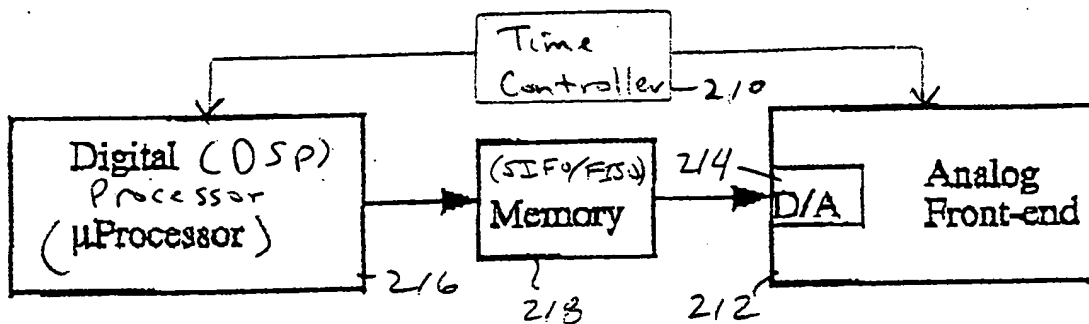 Time
Controller 210
Digital (DSP)
Processor
(µProcessor)
216
(SIFO/FISO)
Memory
218
214
D/A
Analog
Front-end
212